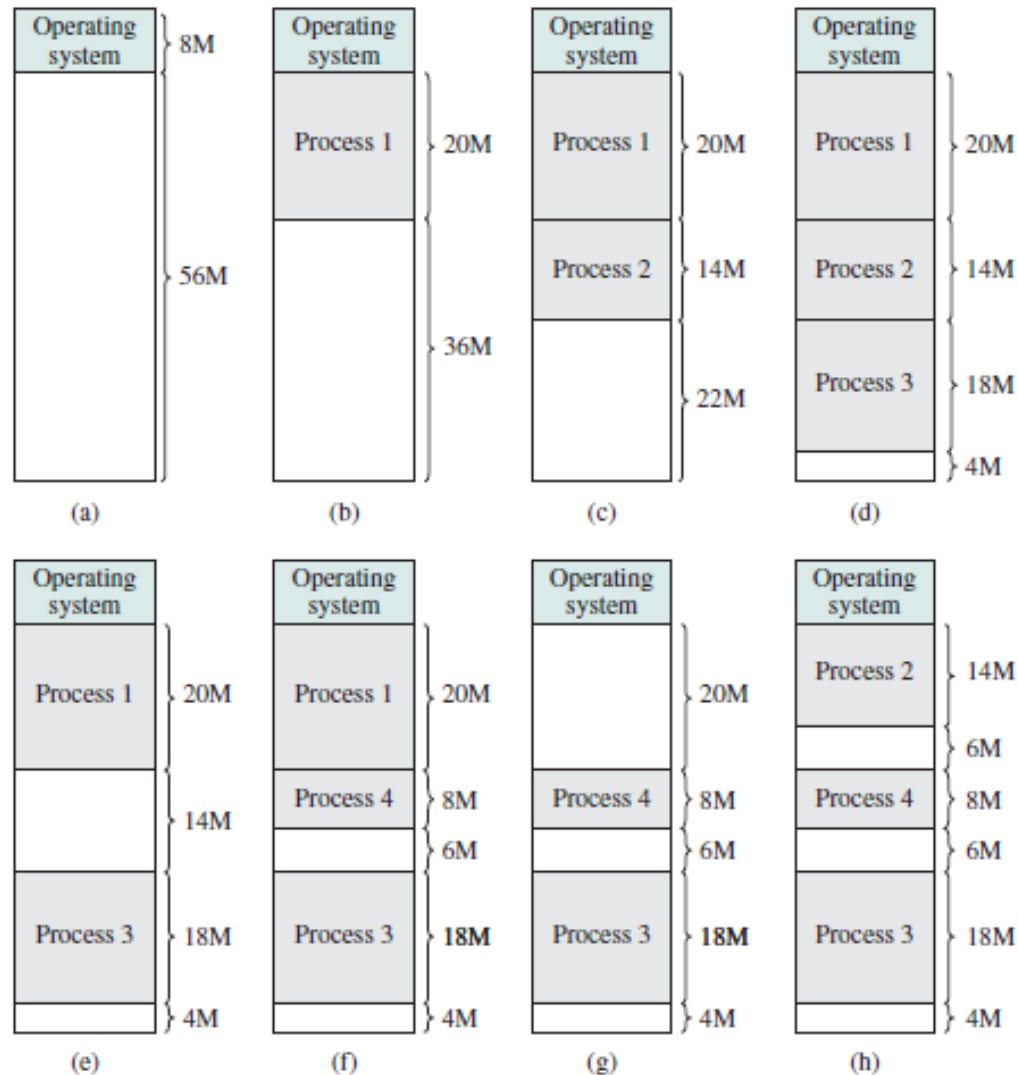 Operating
system
8M
56M
(a)
Operating
system
Process 1
20M
36M
(b)
Operating
system
Process 1
20M
Process 2
14M
22M
(c)
Operating
system
Process 1
20M
Process 2
14M
Process 3
18M
4M
(d)
Operating
system
Process 1
20M
14M
Process 3
18M
4M
(e)
Operating
system
Process 1
20M
Process 4
8M
6M
Process 3
18M
4M
(f)
Operating
system
20M
Process 4
8M
6M
Process 3
18M
4M
(g)
Operating
system
Process 2
14M
6M
Process 4
8M
6M
Process 3
18M
4M
(h)